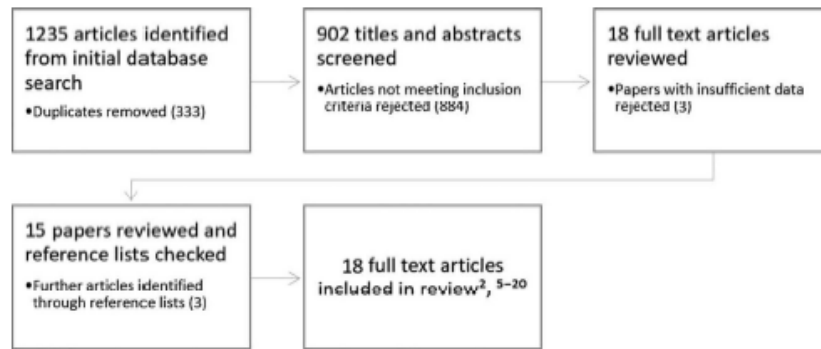 1235 articles identified
from initial database
search
•Duplicates removed (333)
902 titles and abstracts
screened
•Articles not meeting inclusion
criteria rejected (884)
18 full text articles
reviewed
•Papers with insufficient data
rejected (3)
15 papers reviewed and
reference lists checked
•Further articles identified
through reference lists (3)
18 full text articles
included in review², ⁵⁻²⁰